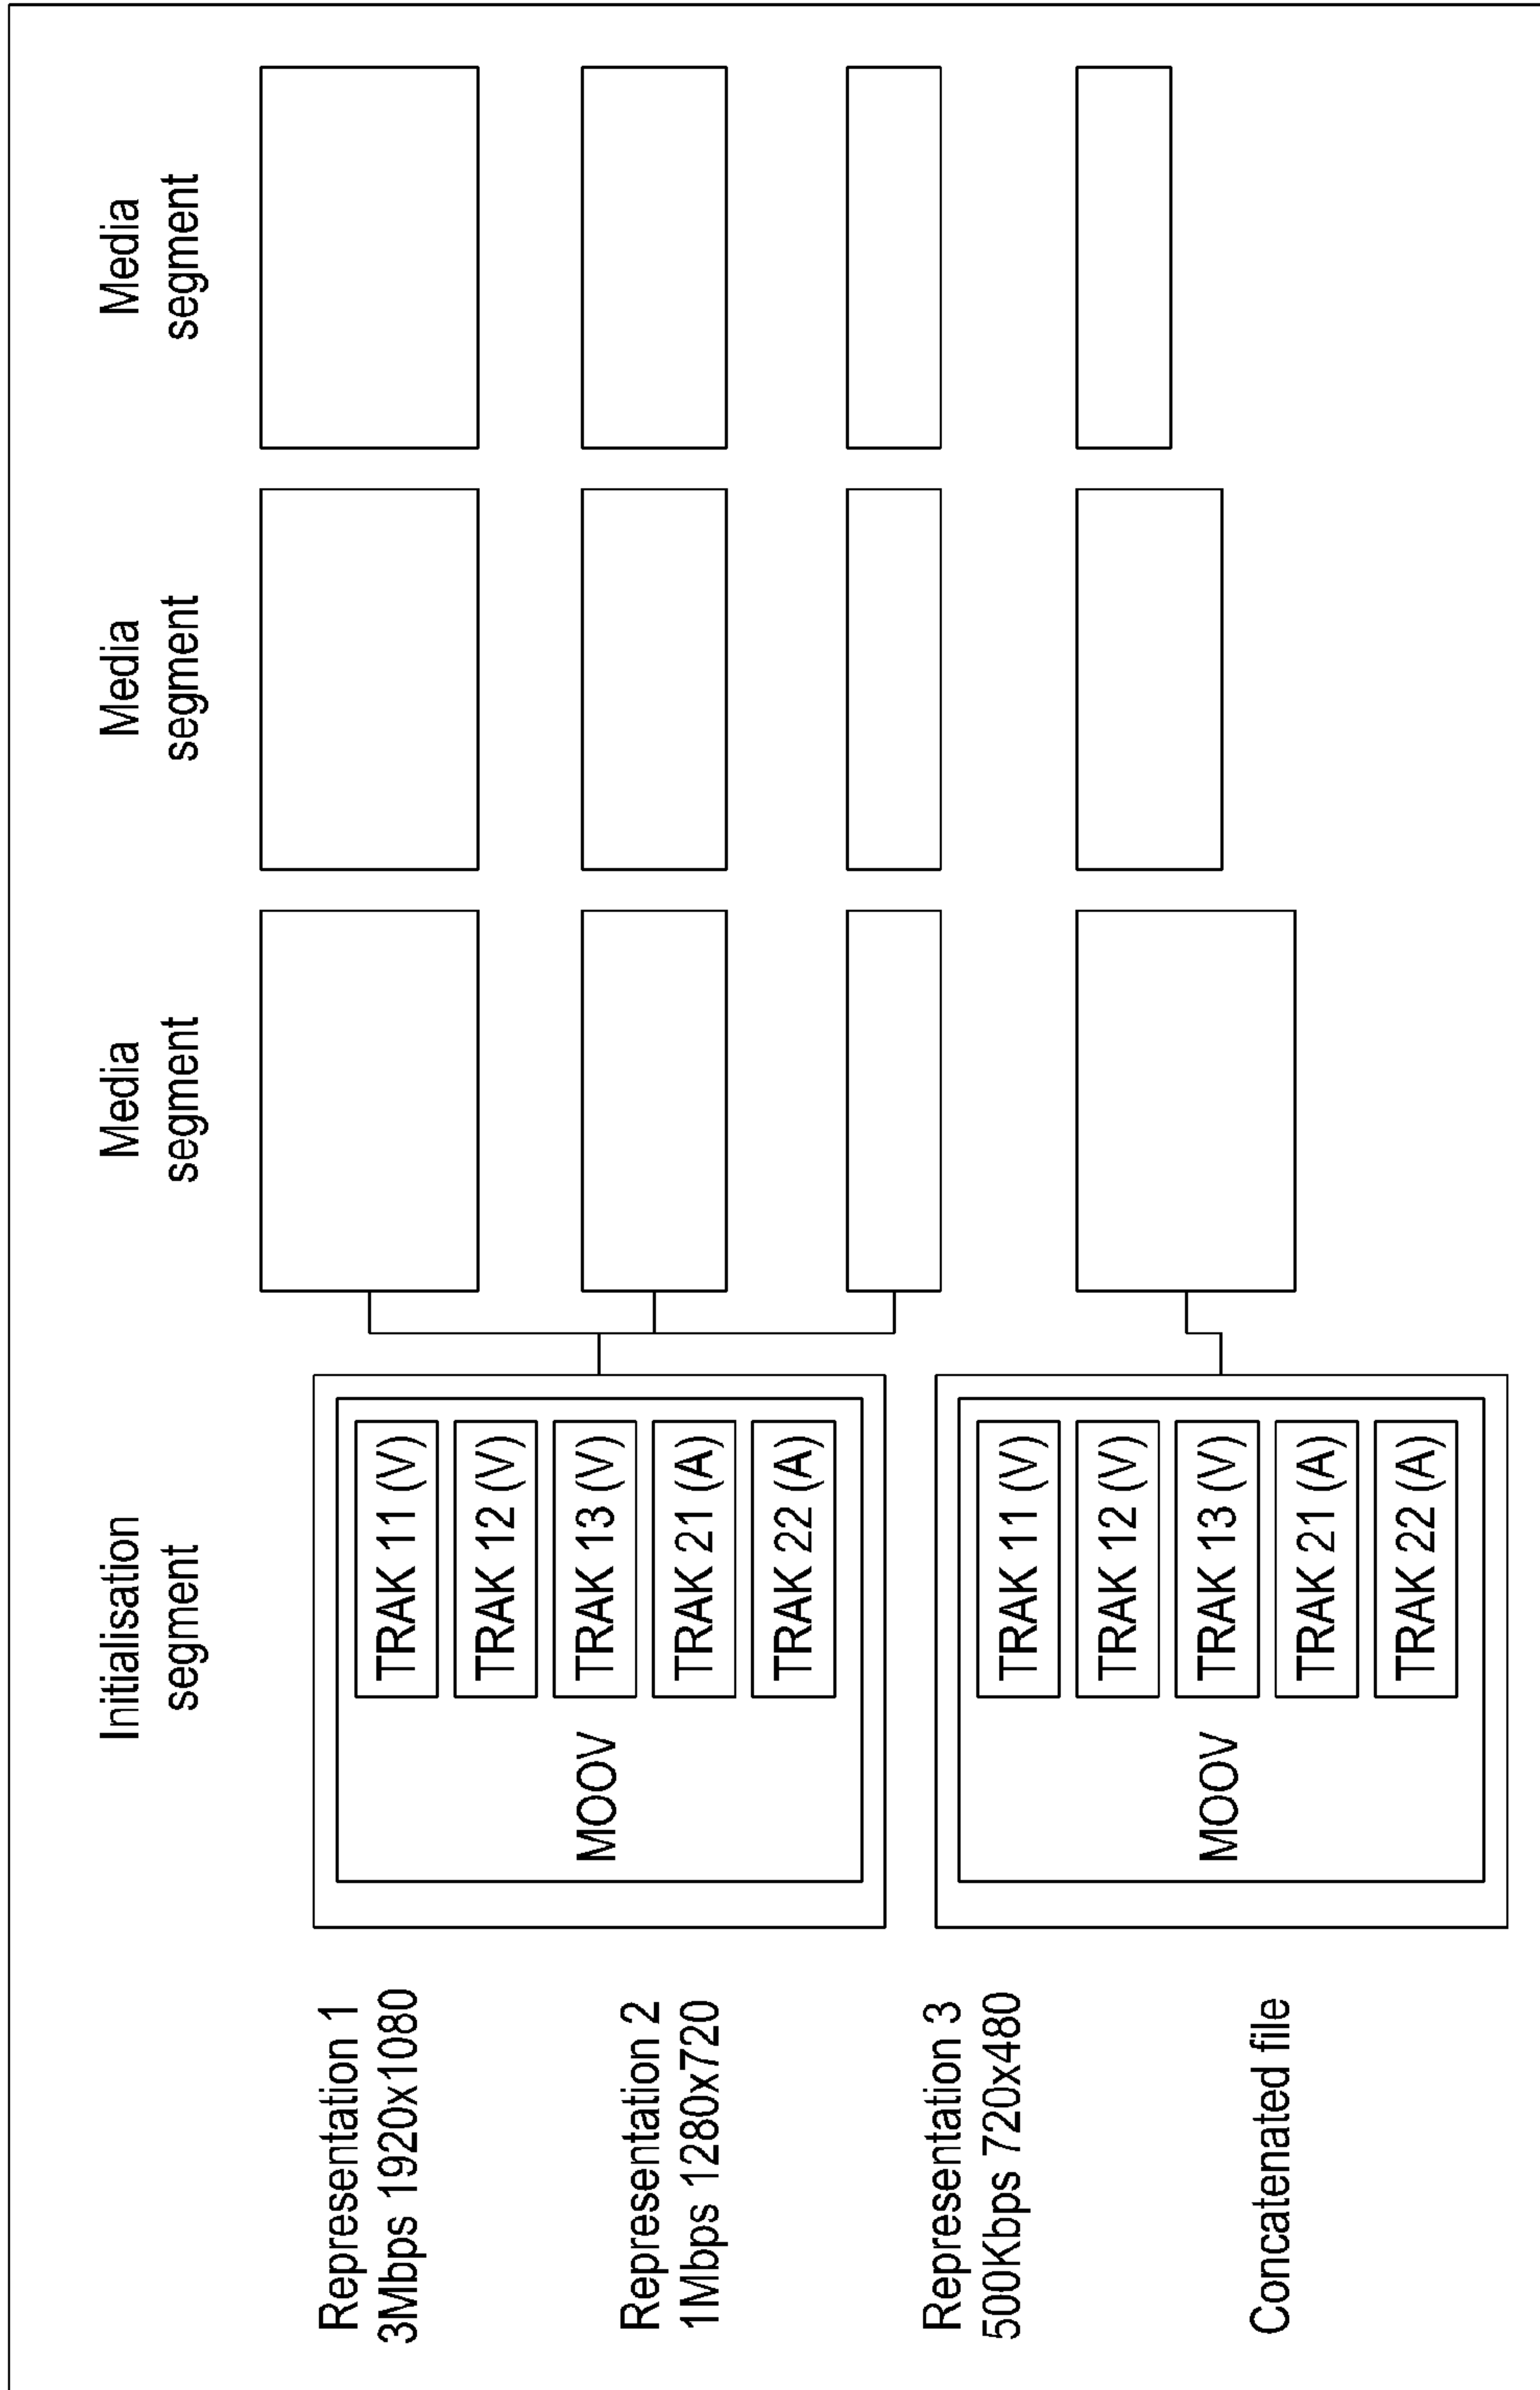 Initialisation
segment
Media
segment
Media
segment
Media
segment
Representation 1
3Mbps 1920x1080
Representation 2
1Mbps 1280x720
Representation 3
500Kbps 720x480
MOOV
TRAK 11 (V)
TRAK 12 (V)
TRAK 13 (V)
TRAK 21 (A)
TRAK 22 (A)
Concatenated file
MOOV
TRAK 11 (V)
TRAK 12 (V)
TRAK 13 (V)
TRAK 21 (A)
TRAK 22 (A)